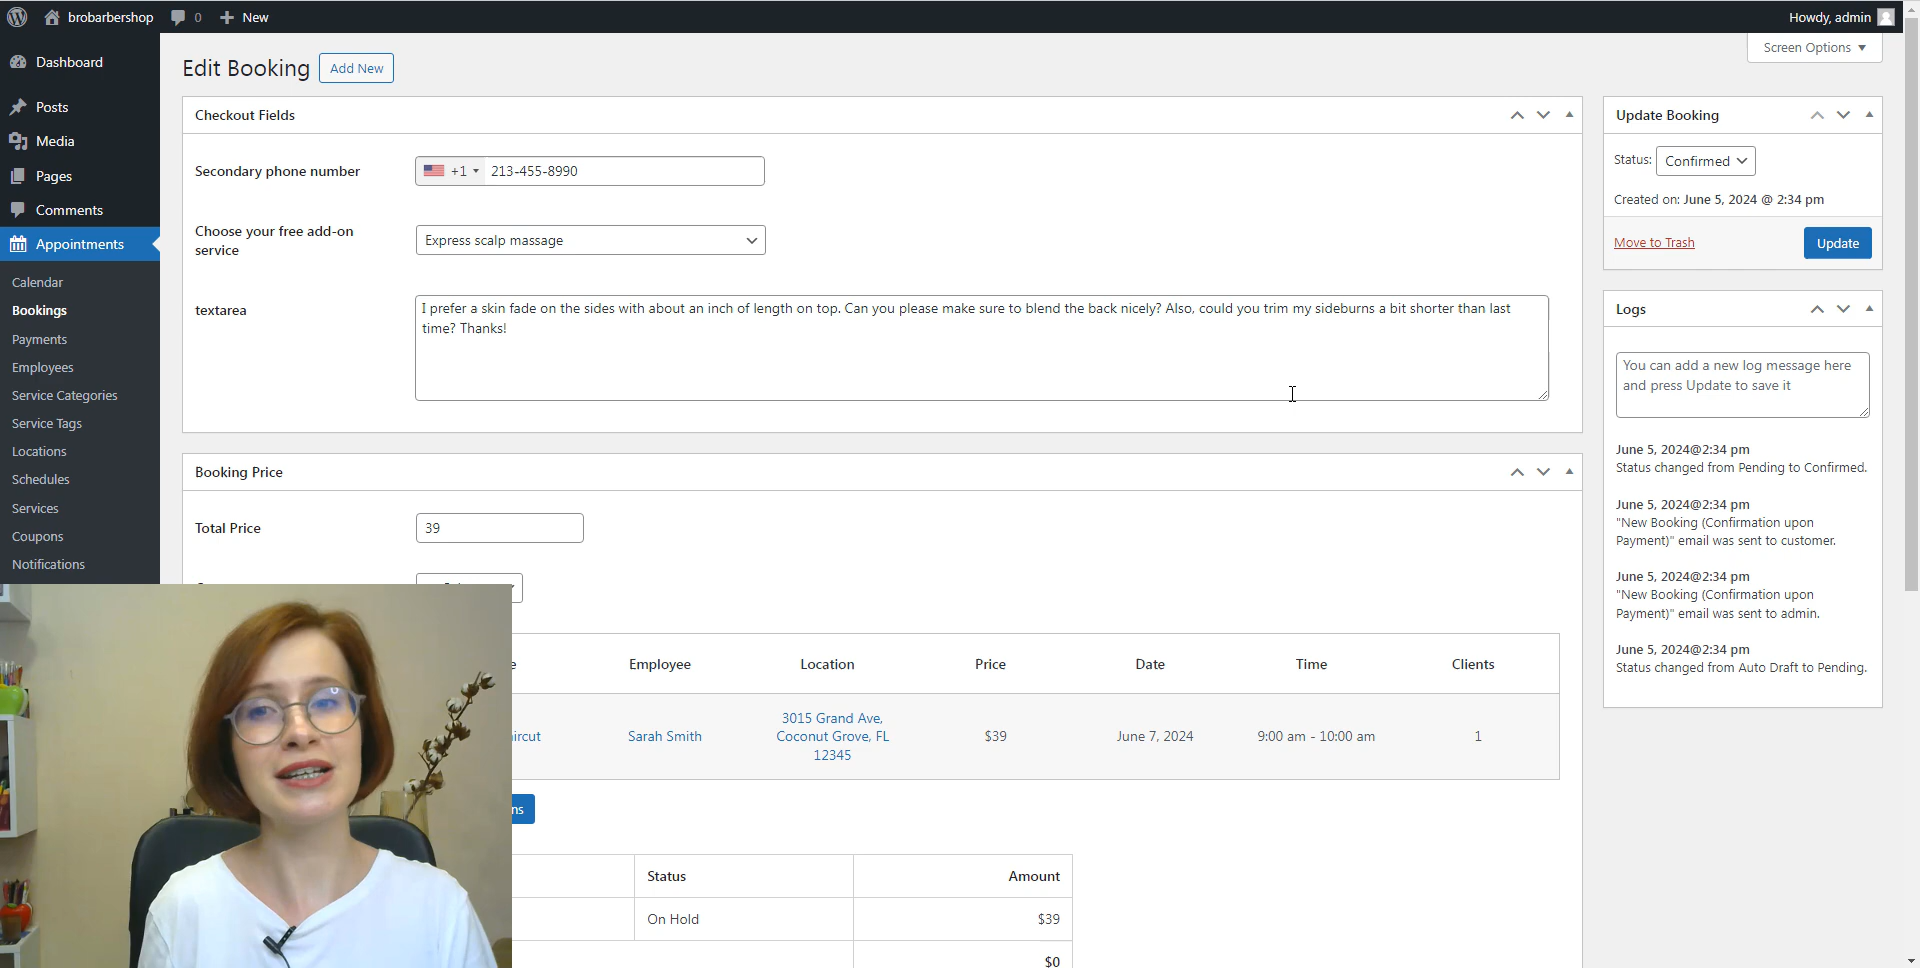 brobarbershop
0
New
Howdy, admin
Screen Options
Dashboard
Posts
Media
Pages
Comments
Appointments
Calendar
Bookings
Payments
Employees
Service Categories
Service Tags
Locations
Schedules
Services
Coupons
Notifications
Edit Booking
Add New
Checkout Fields
Secondary phone number
+1
213-455-8990
Choose your free add-on
service
Express scalp massage
textarea
I prefer a skin fade on the sides with about an inch of length on top. Can you please make sure to blend the back nicely? Also, could you trim my sideburns a bit shorter than last
time? Thanks!
Booking Price
Total Price
39
Employee
Location
Price
Date
Time
Clients
Sarah Smith
3015 Grand Ave,
Coconut Grove, FL
12345
$39
June 7, 2024
9:00 am - 10:00 am
1
Status
Amount
On Hold
$39
$0
Update Booking
Status:
Confirmed
Created on: June 5, 2024 @ 2:34 pm
Move to Trash
Update
Logs
You can add a new log message here
and press Update to save it
June 5, 2024@2:34 pm
Status changed from Pending to Confirmed.
June 5, 2024@2:34 pm
"New Booking (Confirmation upon
Payment)" email was sent to customer.
June 5, 2024@2:34 pm
"New Booking (Confirmation upon
Payment)" email was sent to admin.
June 5, 2024@2:34 pm
Status changed from Auto Draft to Pending.